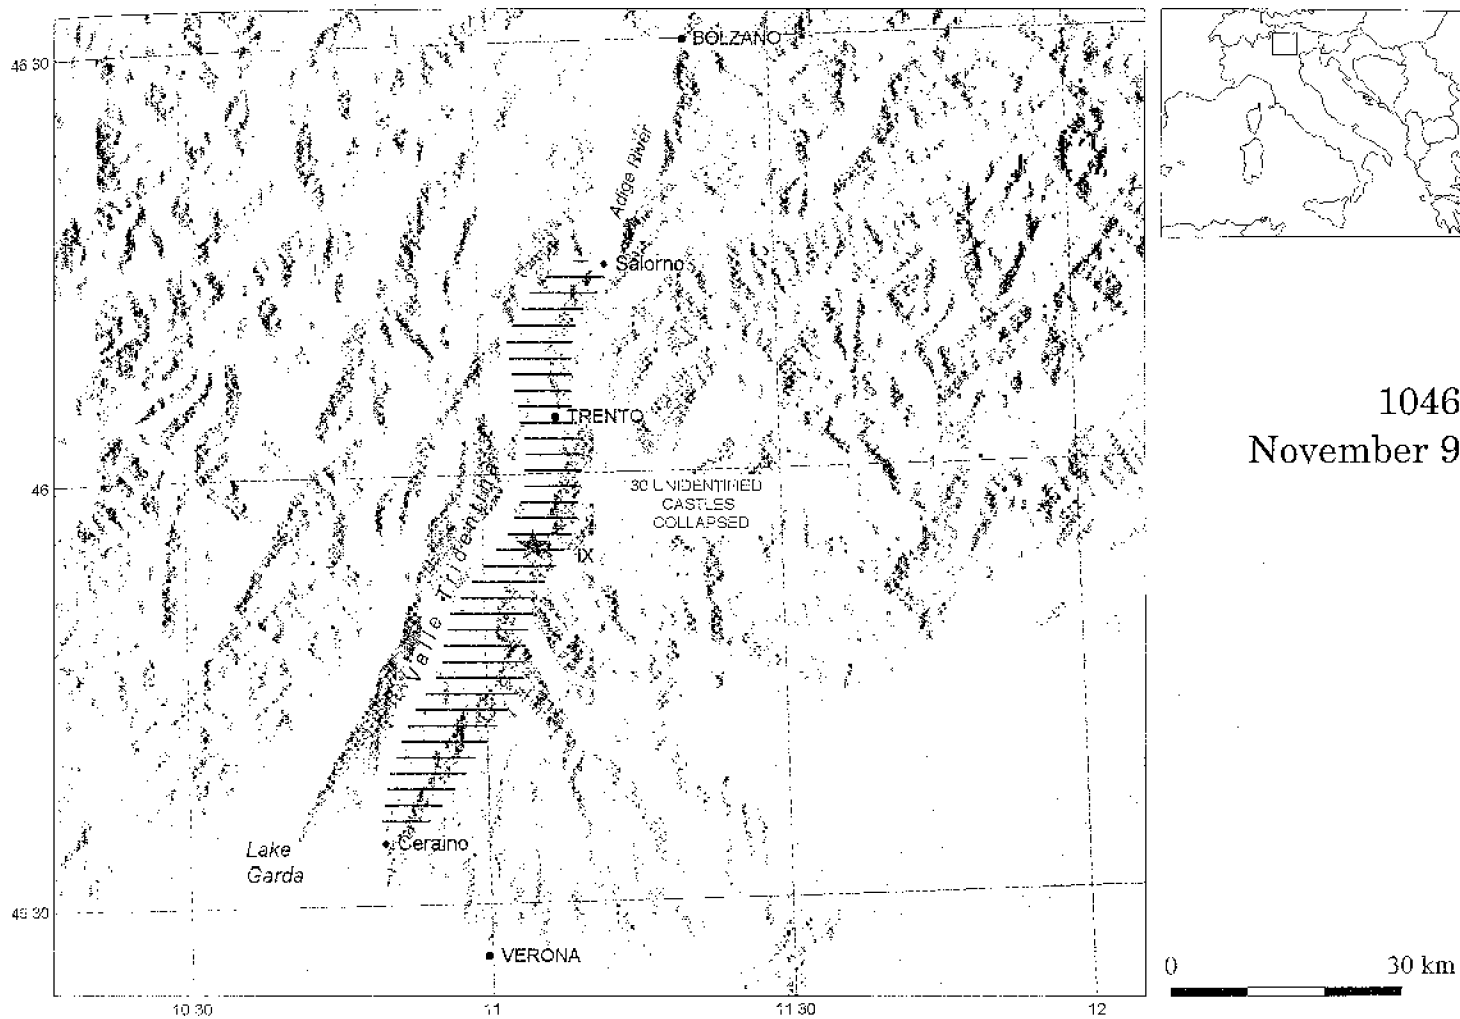 46 30
BOLZANO
Adige River
Salorno
TRENTO
1046
November 9
46
30 UNIDENTIFIED
CASTLES
COLLAPSED
IX
Valle Tridentina
Ceraino
Lake
Garda
45 30
VERONA
0 30 km
10 30 11 11 30 12